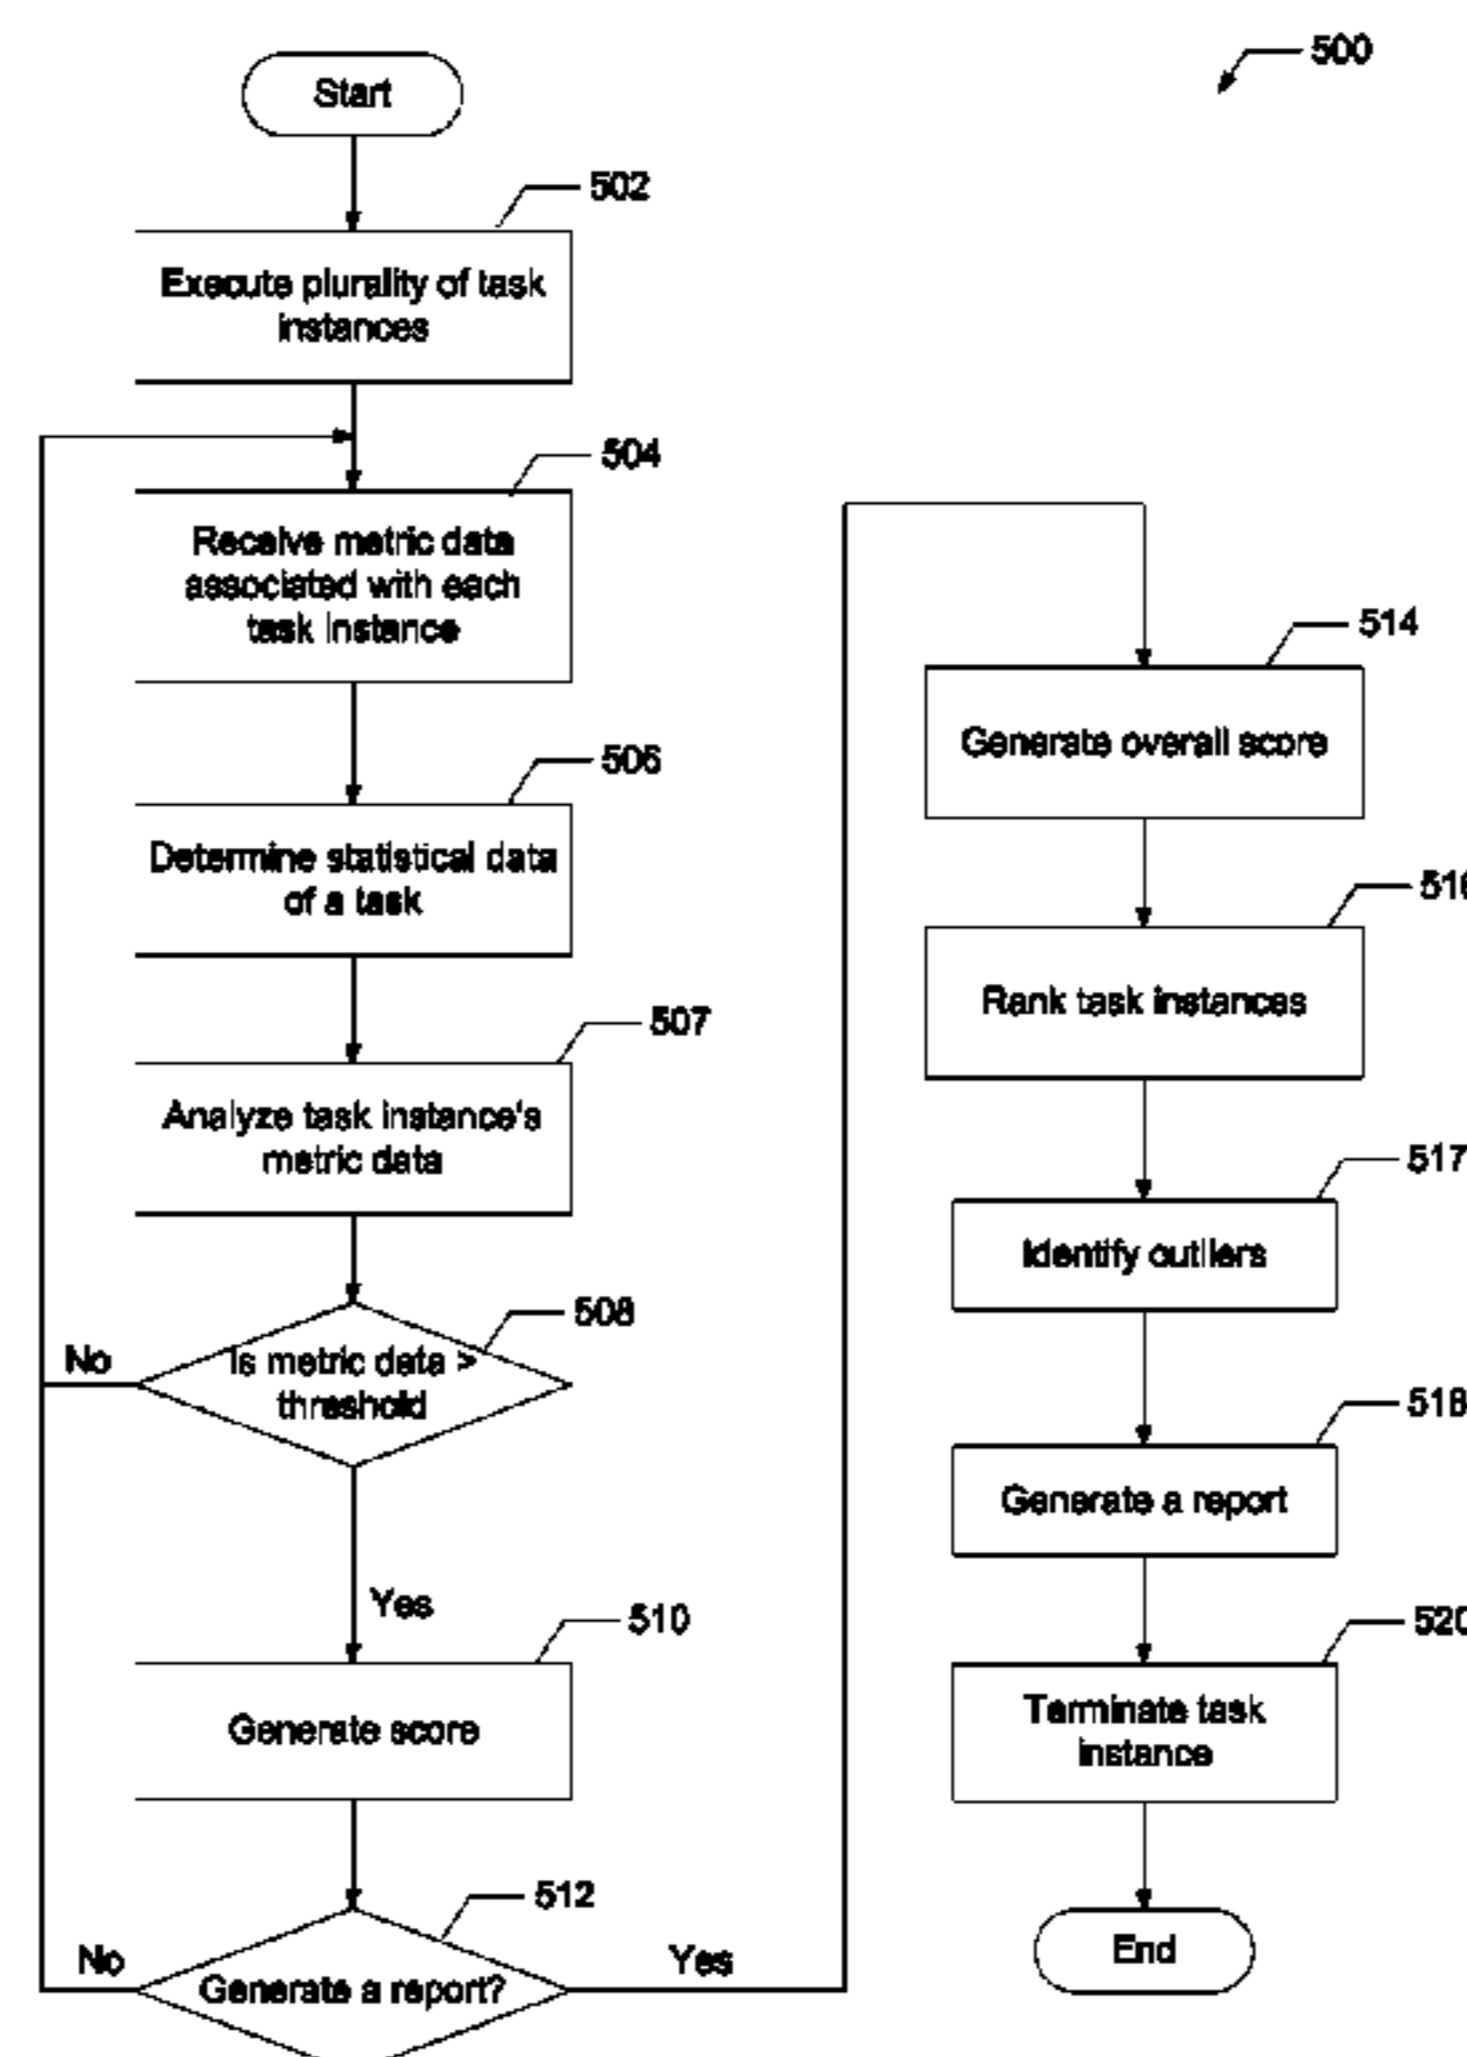 500
Start
502
Execute plurality of task
instances
504
Receive metric data
associated with each
task instance
506
Determine statistical data
of a task
507
Analyze task instance's
metric data
508
Is metric data >
threshold
No
Yes
510
Generate score
512
Generate a report?
No
Yes
514
Generate overall score
516
Rank task instances
517
Identify outliers
518
Generate a report
520
Terminate task
instance
End